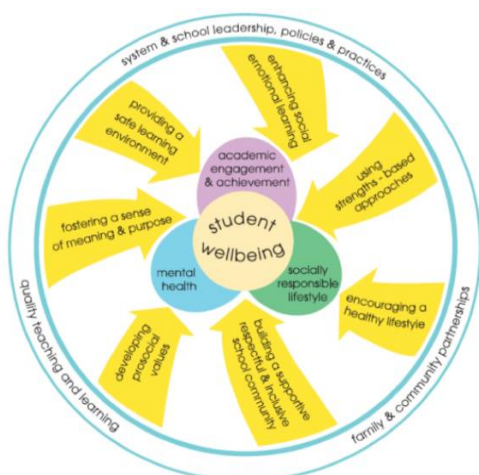 system & school leadership, policies & practices
enhancing social
emotional learning
providing a
safe learning
environment
academic
engagement
& achievement
using
strengths - based
approaches
fostering a sense
of meaning & purpose
student
wellbeing
mental
health
socially
responsible
lifestyle
encouraging a
healthy lifestyle
developing
prosocial
values
building a supportive
respectful & inclusive
school community
quality teaching and learning
family & community partnerships